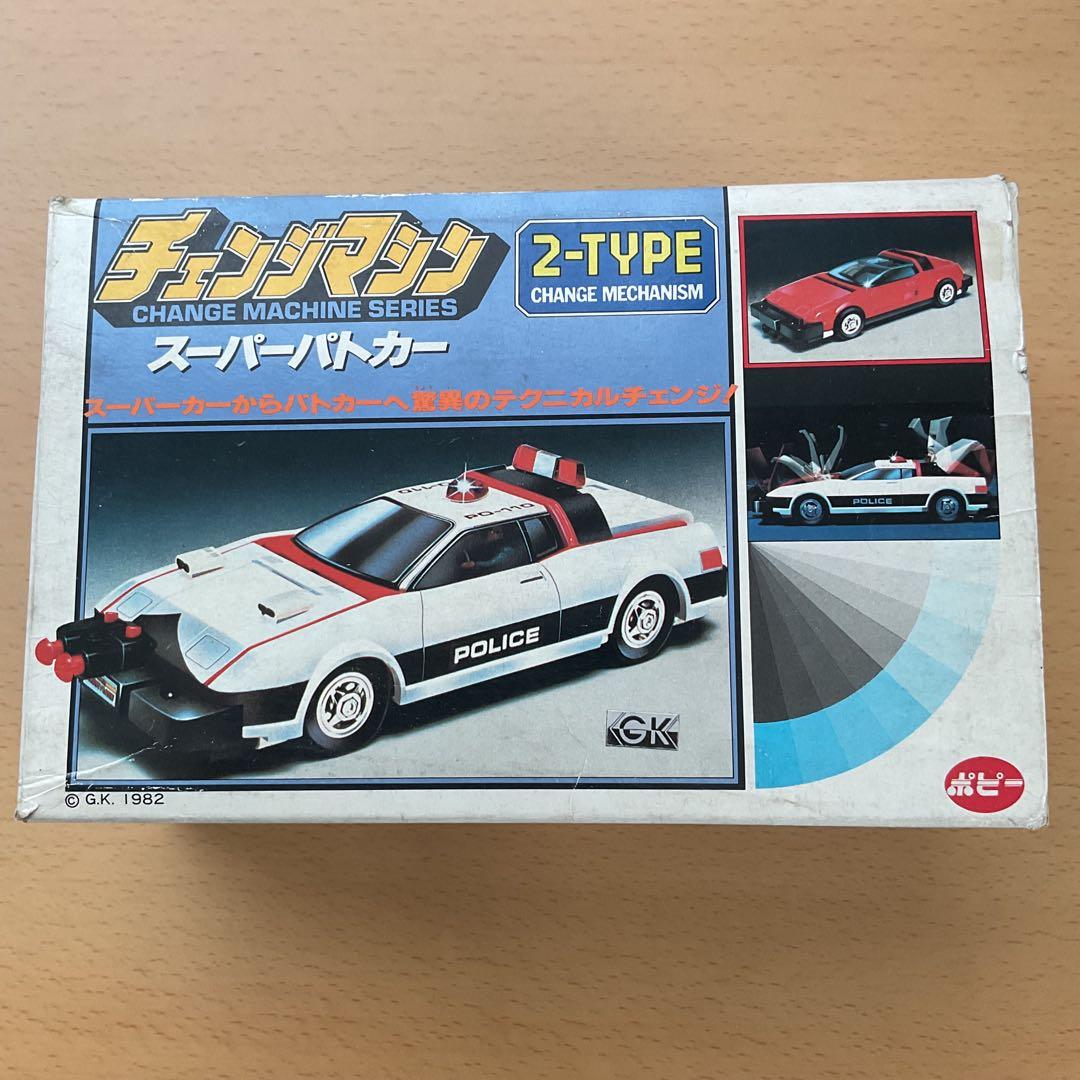 チェンジマシン
CHANGE MACHINE SERIES
スーパーパトカー
2-TYPE
CHANGE MECHANISM
スーパーカーからパトカーへ驚異のテクニカルチェンジ!
PO-110
POLICE
POLICE
GK
© G.K. 1982
ポピー